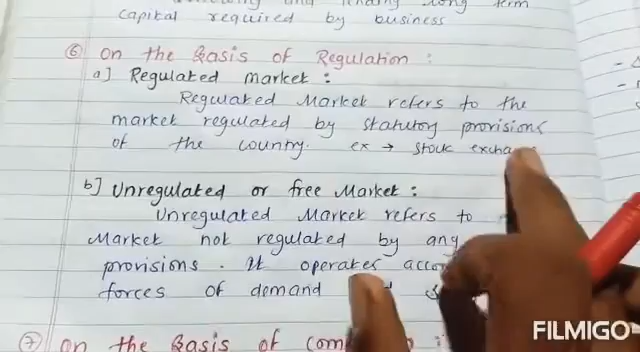 term
capital required by business
⑥ On the Basis of Regulation :
a] Regulated market :
Regulated Market refers to the
market regulated by statutory provisions
of the country. ex → stock
b] Unregulated or free Market :
Unregulated Market refers to
Market not regulated by any
provisions. It operates
forces of demand
⑦ On the Basis of
FILMIGO